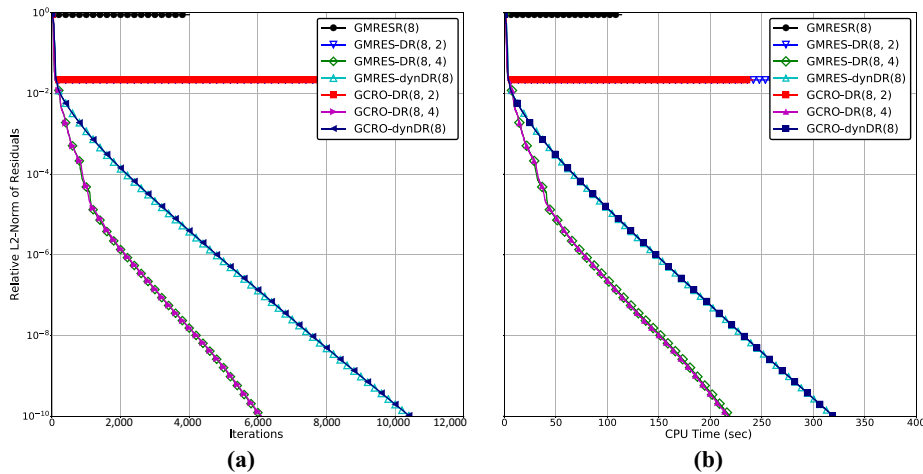 Relative L2-Norm of Residuals
10^0
10^-2
10^-4
10^-6
10^-8
10^-10
0
2,000
4,000
6,000
8,000
10,000
12,000
Iterations
GMRESR(8)
GMRES-DR(8, 2)
GMRES-DR(8, 4)
GMRES-dynDR(8)
GCRO-DR(8, 2)
GCRO-DR(8, 4)
GCRO-dynDR(8)
(a)
0
50
100
150
200
250
300
350
400
CPU Time (sec)
GMRESR(8)
GMRES-DR(8, 2)
GMRES-DR(8, 4)
GMRES-dynDR(8)
GCRO-DR(8, 2)
GCRO-DR(8, 4)
GCRO-dynDR(8)
(b)